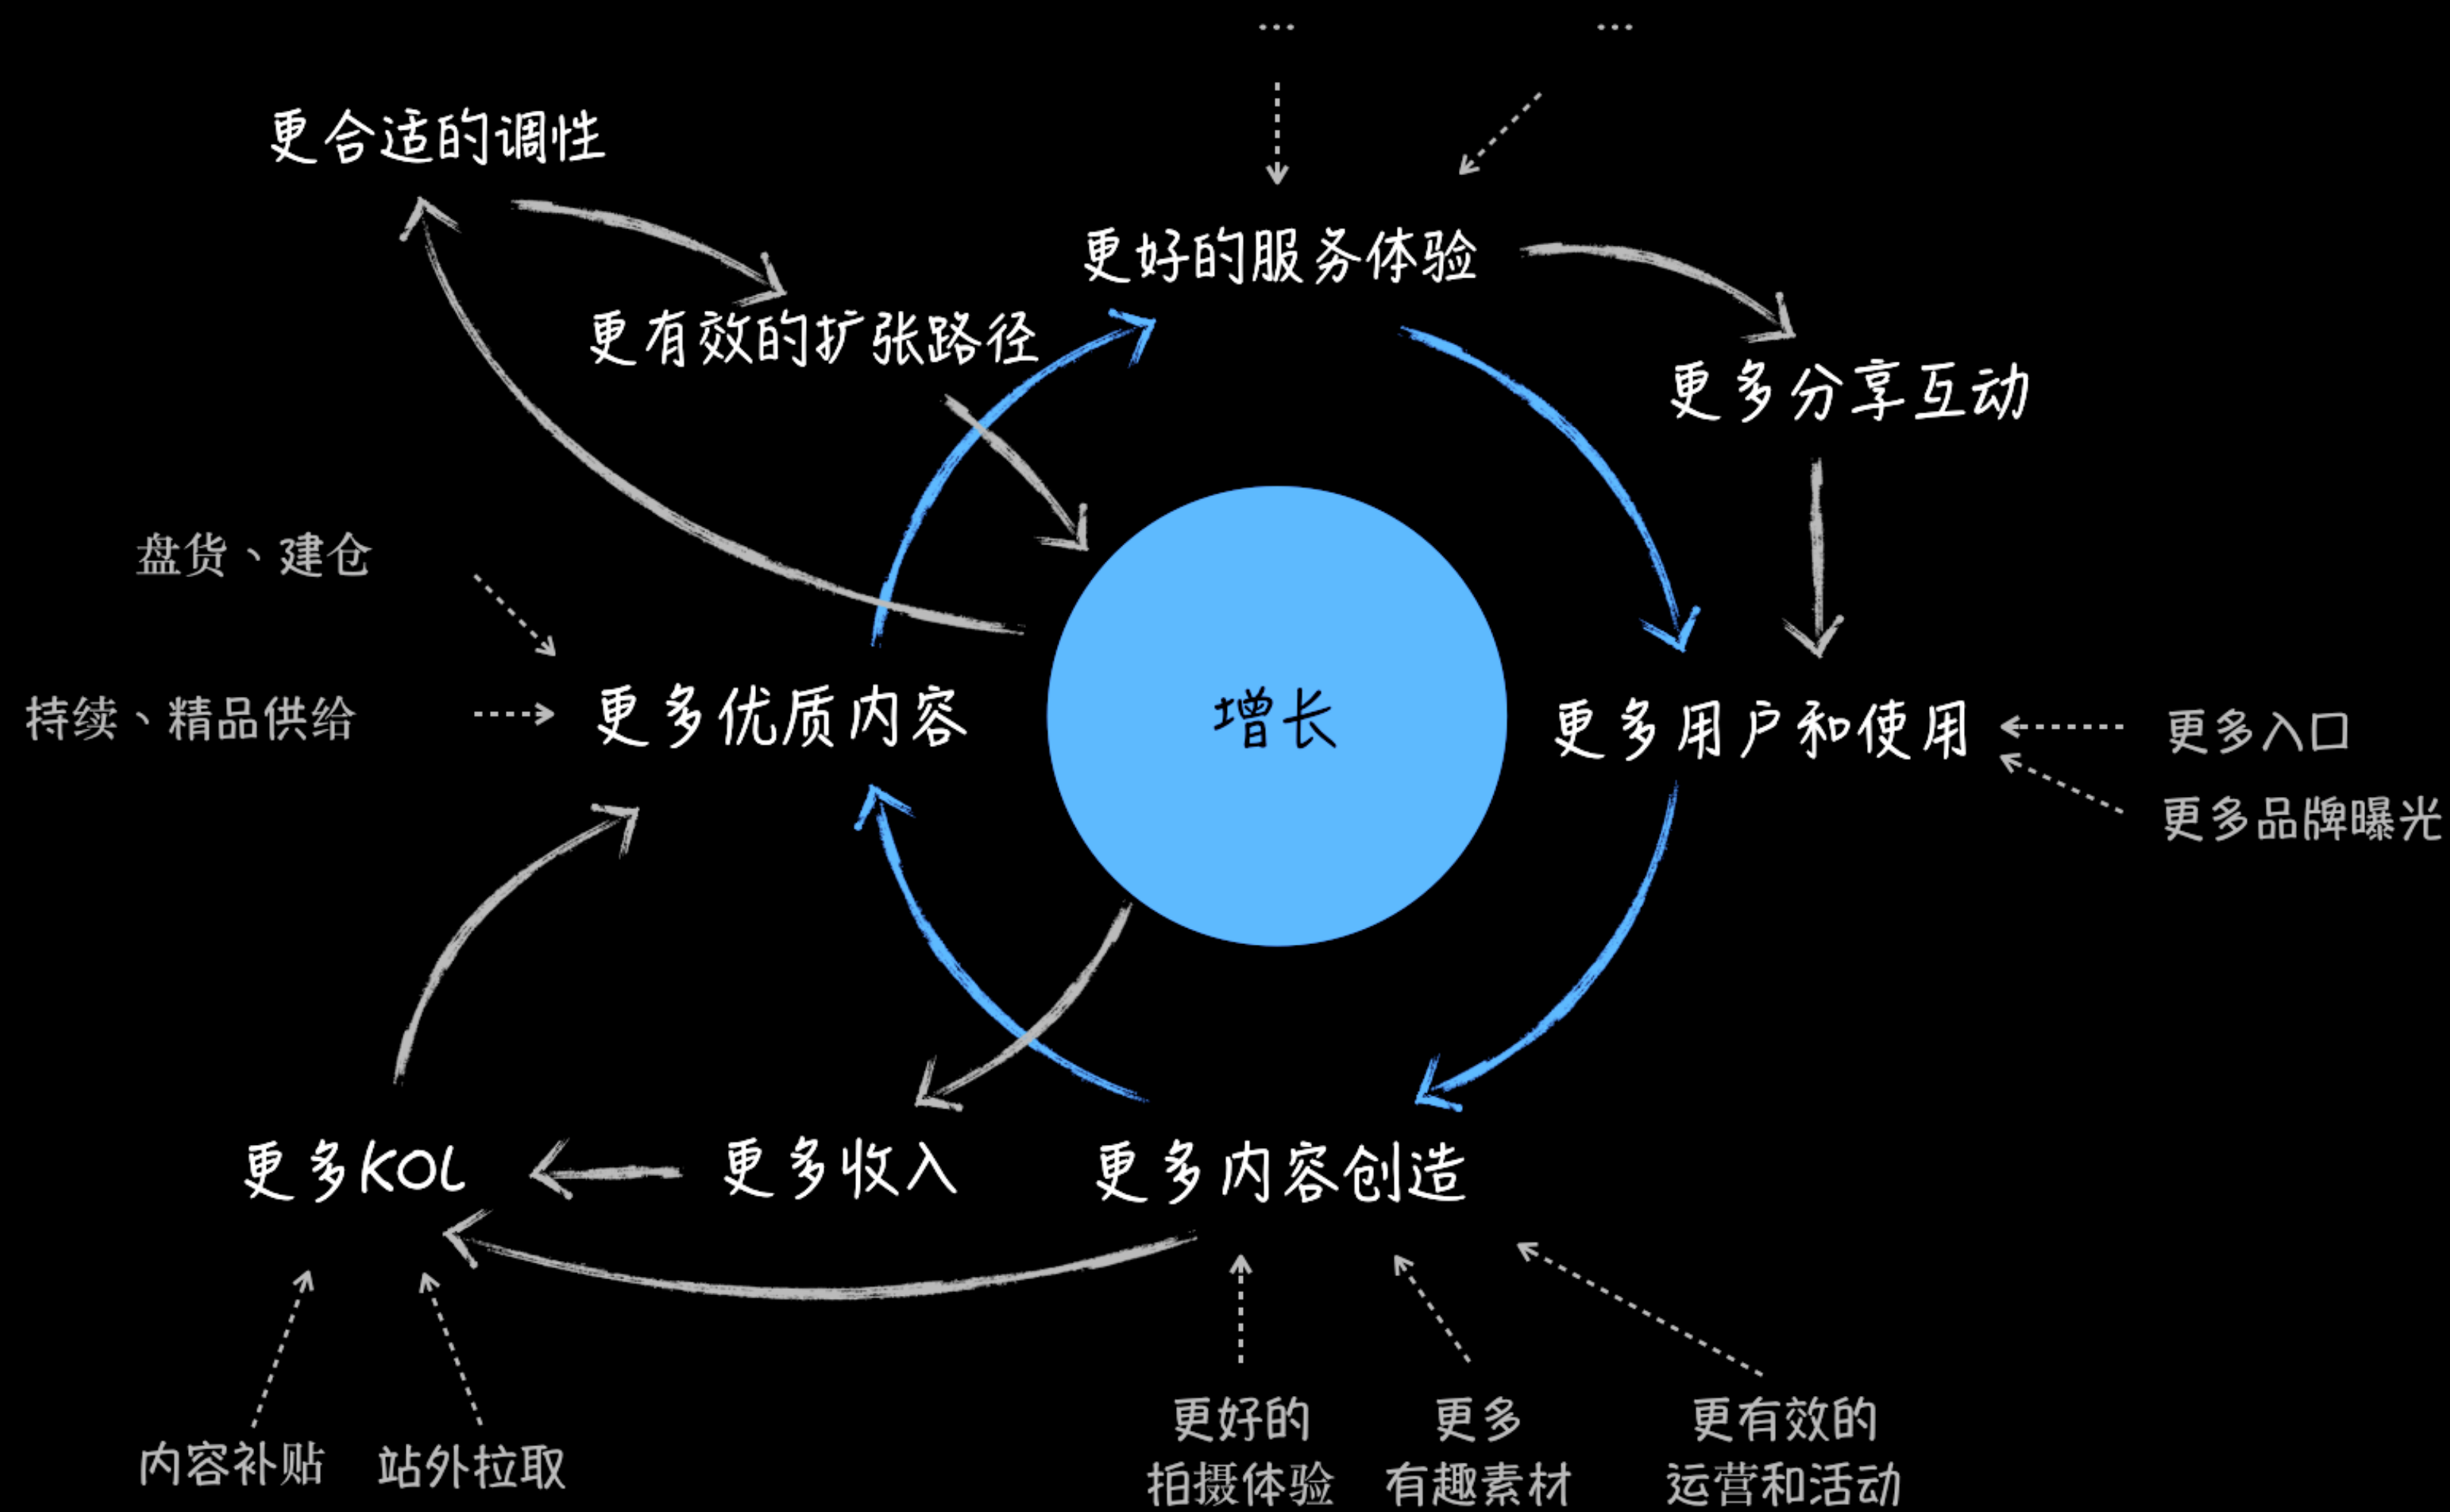 ...
...
更合适的调性
更好的服务体验
更有效的扩张路径
更多分享互动
盘货、建仓
持续、精品供给
更多优质内容
增长
更多用户和使用
更多入口
更多品牌曝光
更多KOL
更多收入
更多内容创造
内容补贴
站外拉取
更好的
拍摄体验
更多
有趣素材
更有效的
运营和活动